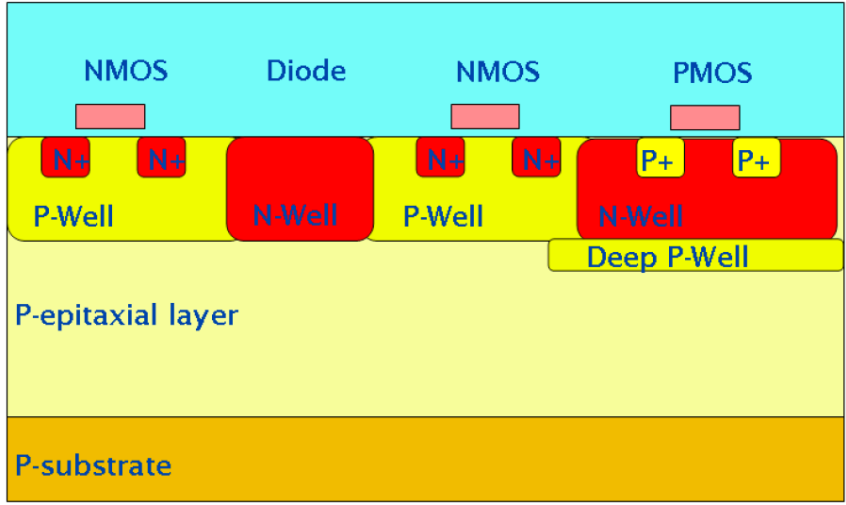 NMOS Diode NMOS PMOS
N+ N+ N+ N+ P+ P+
P-Well N-Well P-Well N-Well
Deep P-Well
P-epitaxial layer
P-substrate